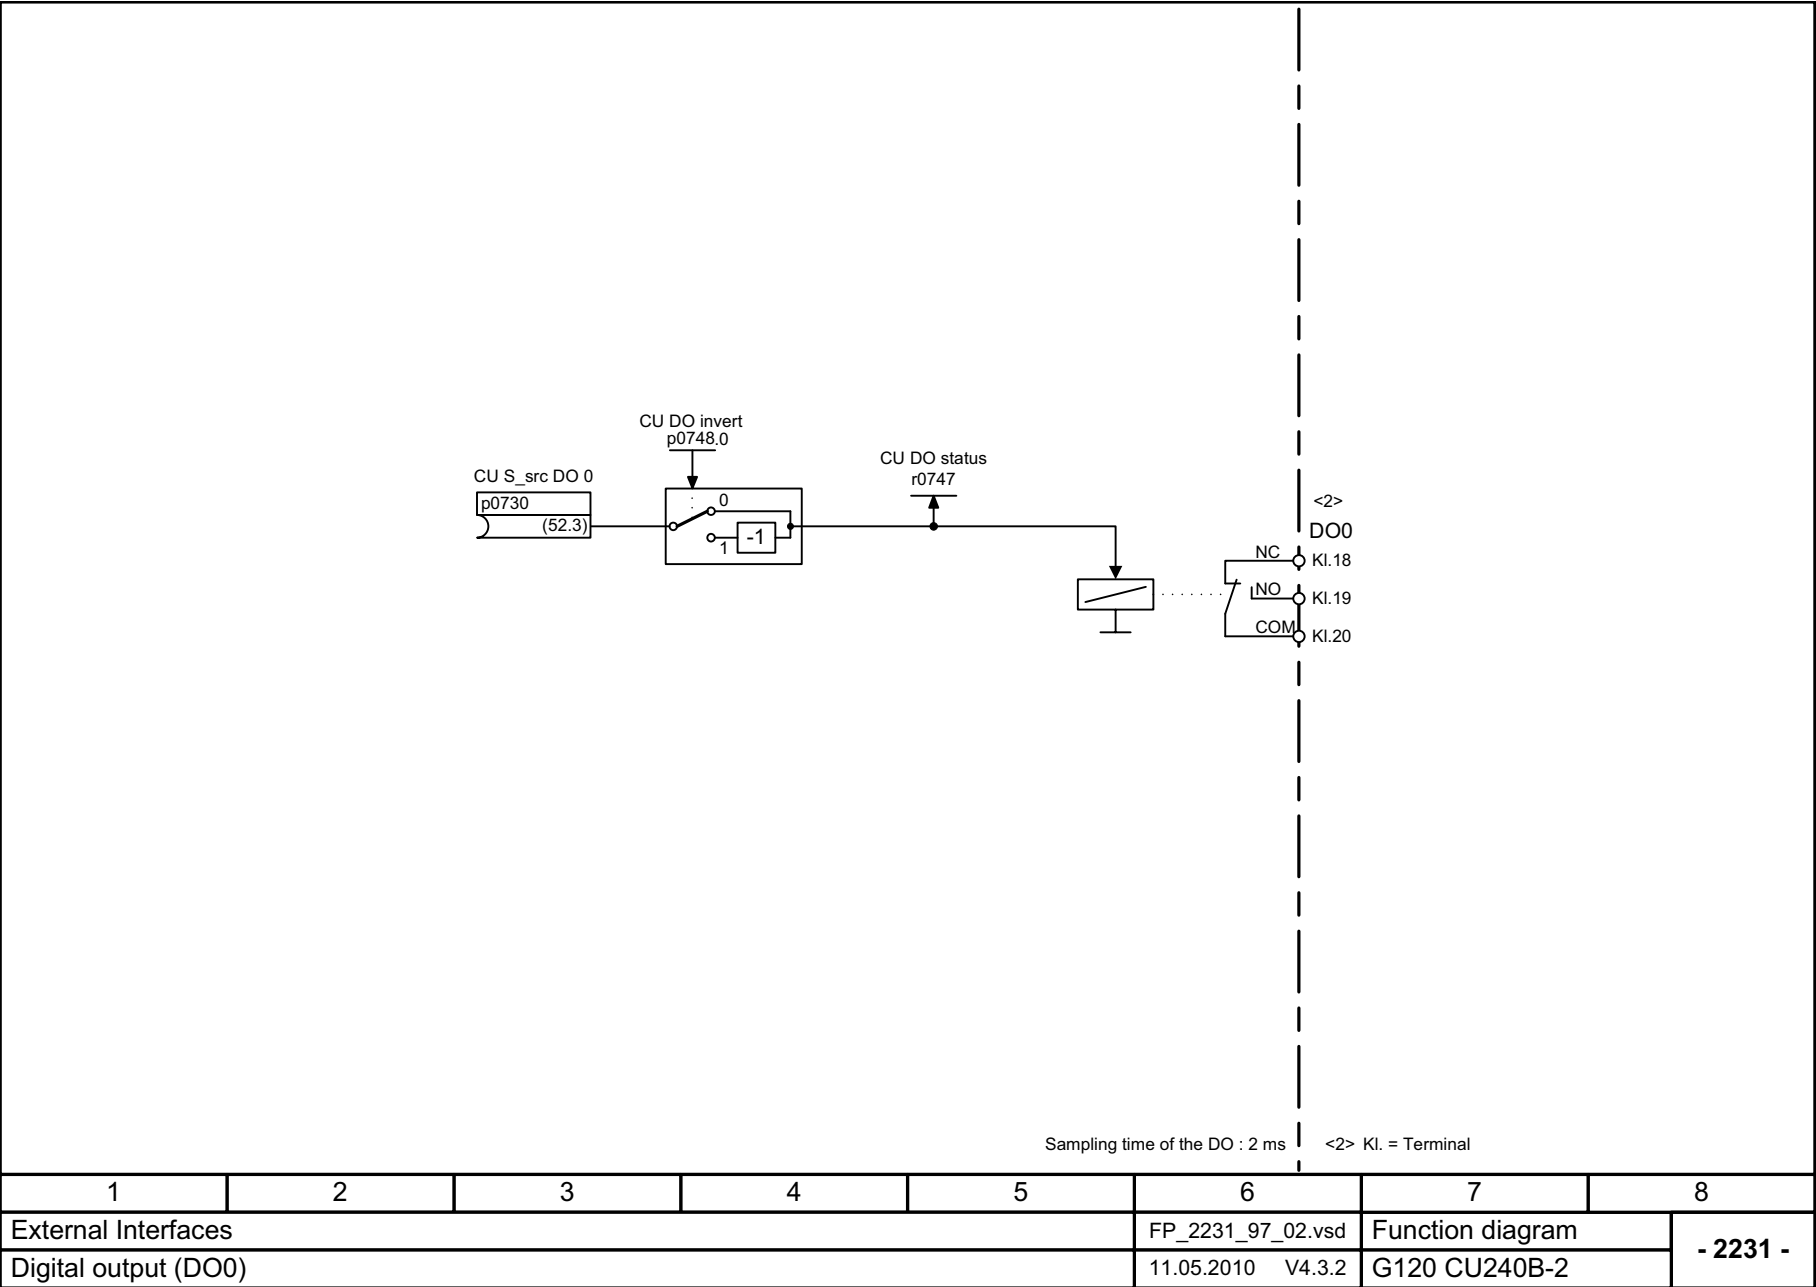 CU DO invert
p0748.0
CU S_src DO 0
p0730
(52.3)
0
1
-1
CU DO status
r0747
<2>
DO0
NC
Kl.18
NO
Kl.19
COM
Kl.20
Sampling time of the DO : 2 ms
<2> Kl. = Terminal
1 2 3 4 5 6 7 8
External Interfaces
FP_2231_97_02.vsd
Function diagram
- 2231 -
Digital output (DO0)
11.05.2010 V4.3.2
G120 CU240B-2